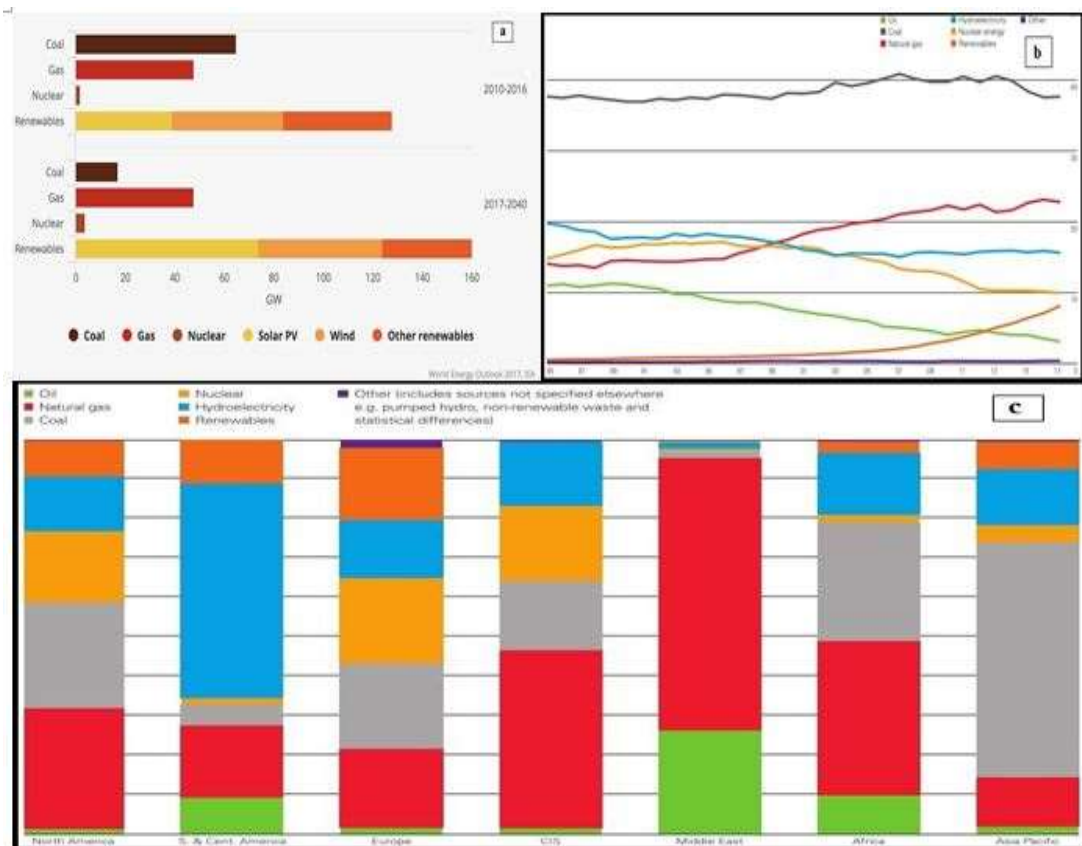 a
Coal
Gas
Nuclear
Renewables
2010-2016
Coal
Gas
Nuclear
Renewables
2017-2040
0 20 40 60 80 100 120 140 160
GW
Coal Gas Nuclear Solar PV Wind Other renewables
World Energy Outlook 2017, IEA
Oil Hydroelectricity Other
Coal Nuclear energy
Natural gas Renewables
b
c
Oil Nuclear Other (includes sources not specified elsewhere
Natural gas Hydroelectricity e.g. pumped hydro, non-renewable waste and
Coal Renewables statistical differences)
North America S. & Cent. America Europe CIS Middle East Africa Asia Pacific